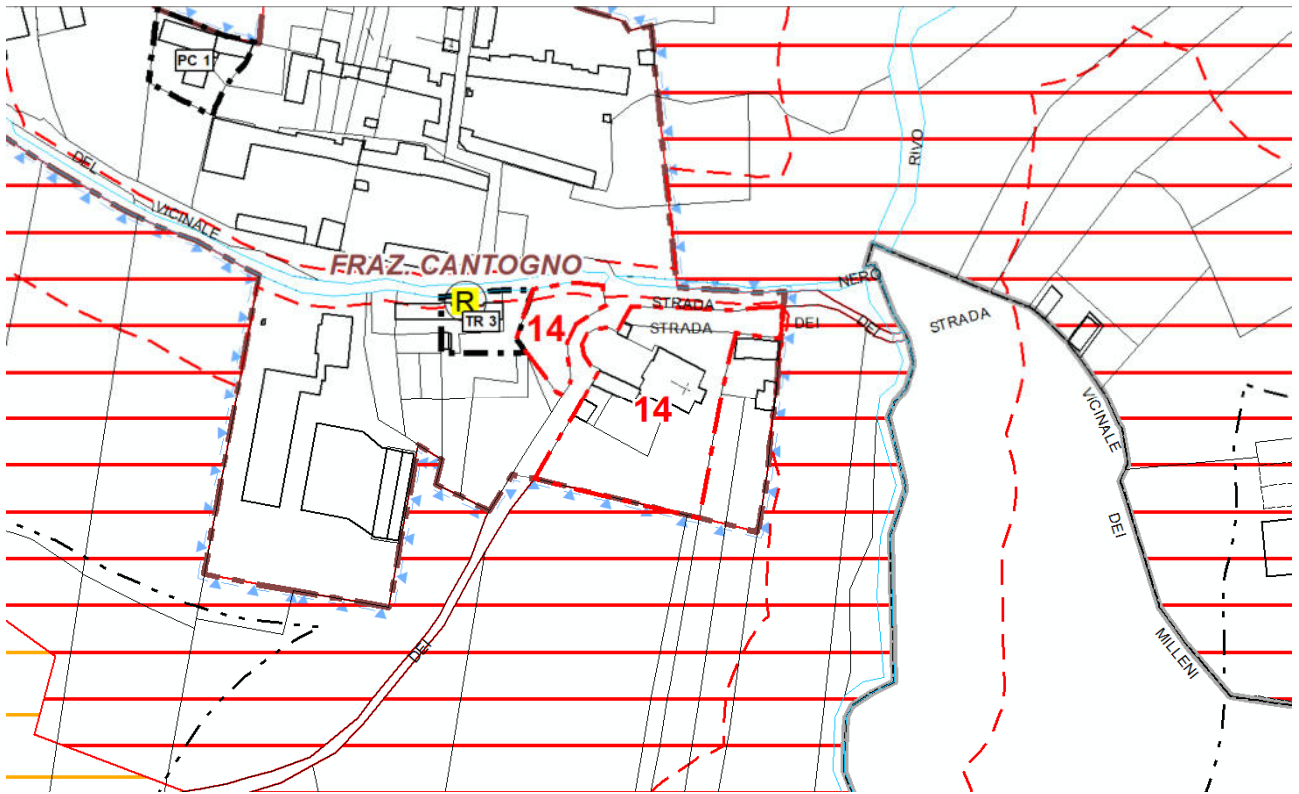 PC 1
RIVO
DEL
VICINALE
FRAZ. CANTOGNO
NERO
R
TR 3
14
STRADA
STRADA
DEI
DEI
STRADA
14
VICINALE
DEI
MILLENI
DEI